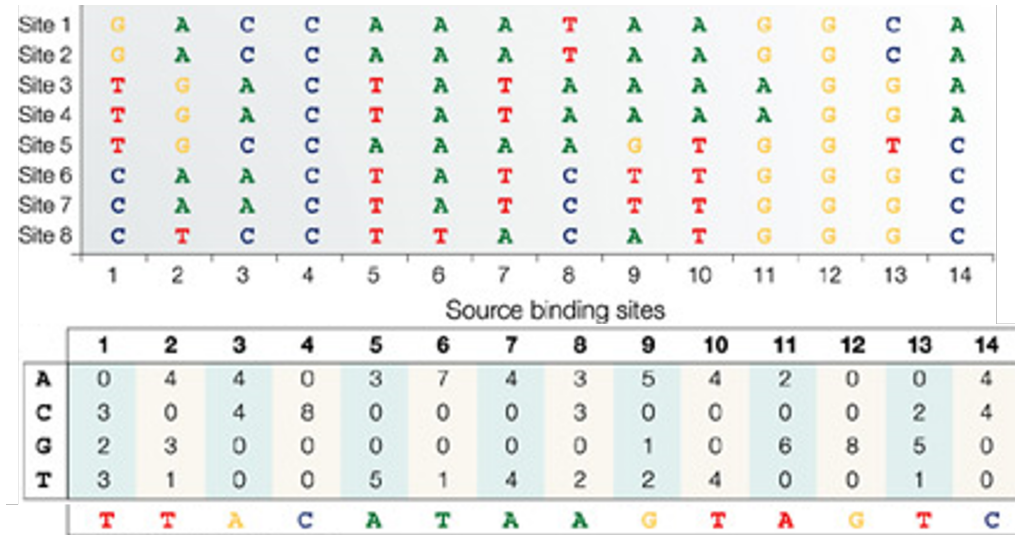 Site 1 G A C C A A A T A A G G C A
Site 2 G A C C A A A T A A G G C A
Site 3 T G A C T A T A A A A G G A
Site 4 T G A C T A T A A A A G G A
Site 5 T G C C A A A A G T G G T C
Site 6 C A A C T A T C T T G G G C
Site 7 C A A C T A T C T T G G G C
Site 8 C T C C T T A C A T G G G C
1 2 3 4 5 6 7 8 9 10 11 12 13 14
Source binding sites
1 2 3 4 5 6 7 8 9 10 11 12 13 14
A 0 4 4 0 3 7 4 3 5 4 2 0 0 4
C 3 0 4 8 0 0 0 3 0 0 0 0 2 4
G 2 3 0 0 0 0 0 0 1 0 6 8 5 0
T 3 1 0 0 5 1 4 2 2 4 0 0 1 0
T T A C A T A A G T A G T C